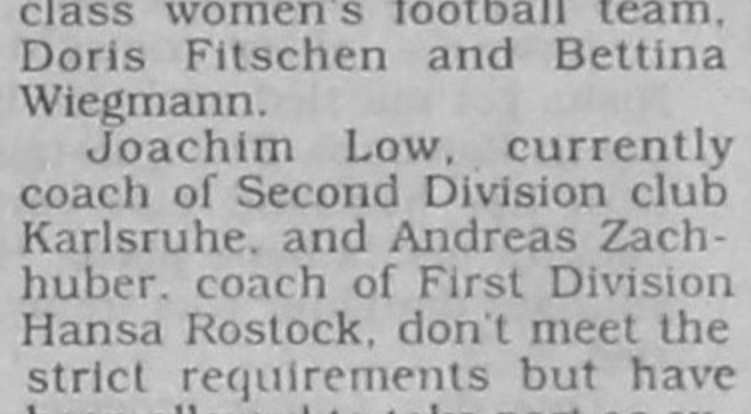 class women's football team,
Doris Fitschen and Bettina
Wiegmann.
Joachim Low, currently
coach of Second Division club
Karlsruhe, and Andreas Zach-
huber, coach of First Division
Hansa Rostock, don't meet the
strict requirements but have